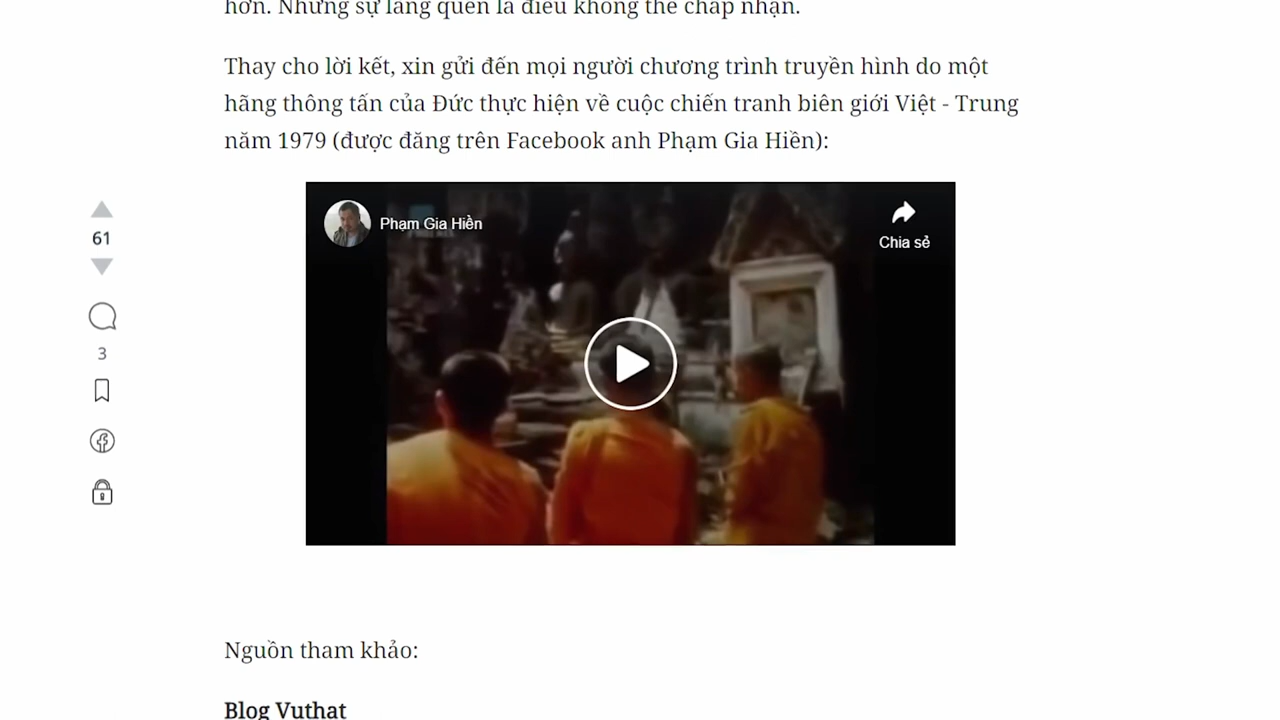 hơn. Nhưng sự lãng quên là điều không thể chấp nhận.
Thay cho lời kết, xin gửi đến mọi người chương trình truyền hình do một
hãng thông tấn của Đức thực hiện về cuộc chiến tranh biên giới Việt - Trung
năm 1979 (được đăng trên Facebook anh Phạm Gia Hiền):
Phạm Gia Hiền
Chia sẻ
61
3
Nguồn tham khảo:
Blog Vuthat